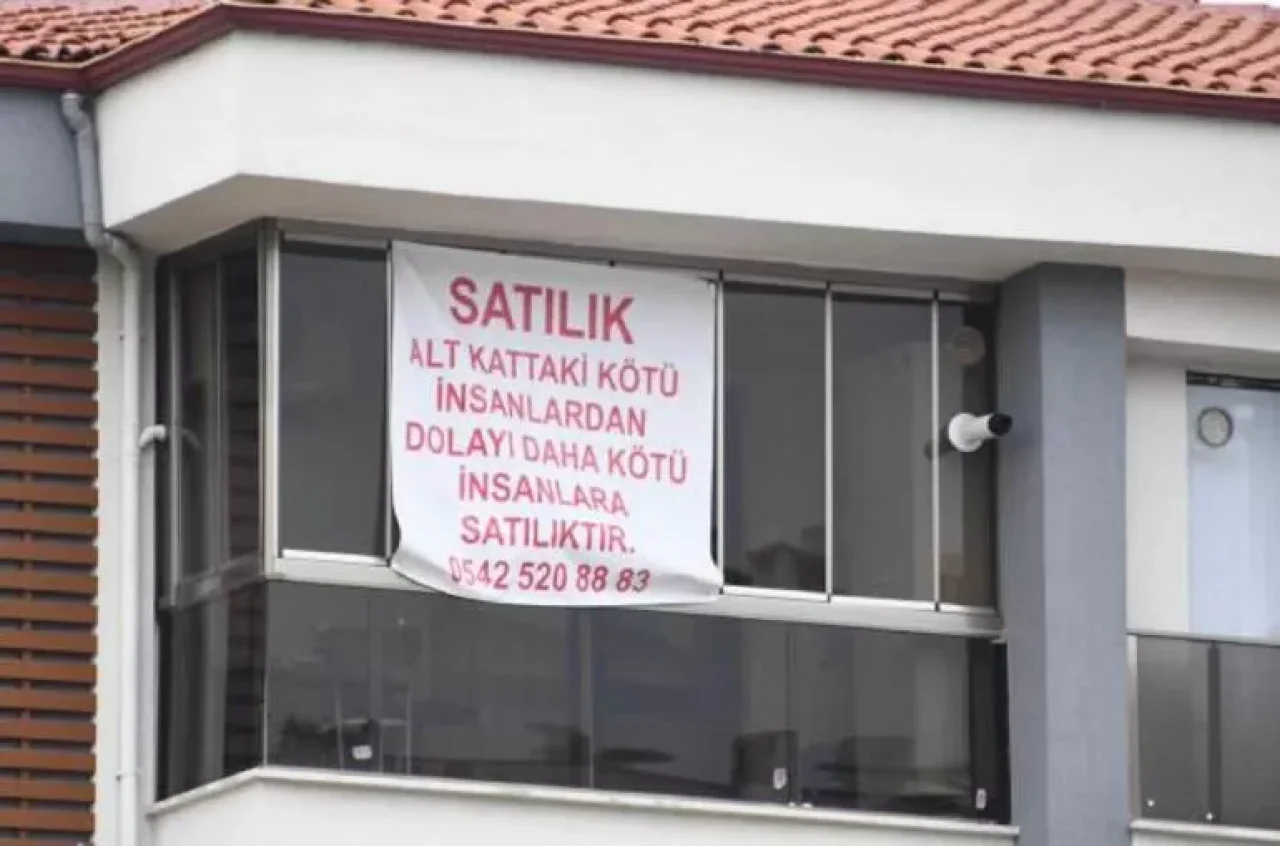 SATILIK
ALT KATTAKİ KÖTÜ
İNSANLARDAN
DOLAYI DAHA KÖTÜ
İNSANLARA
SATILIKTIR.
0542 520 88 83